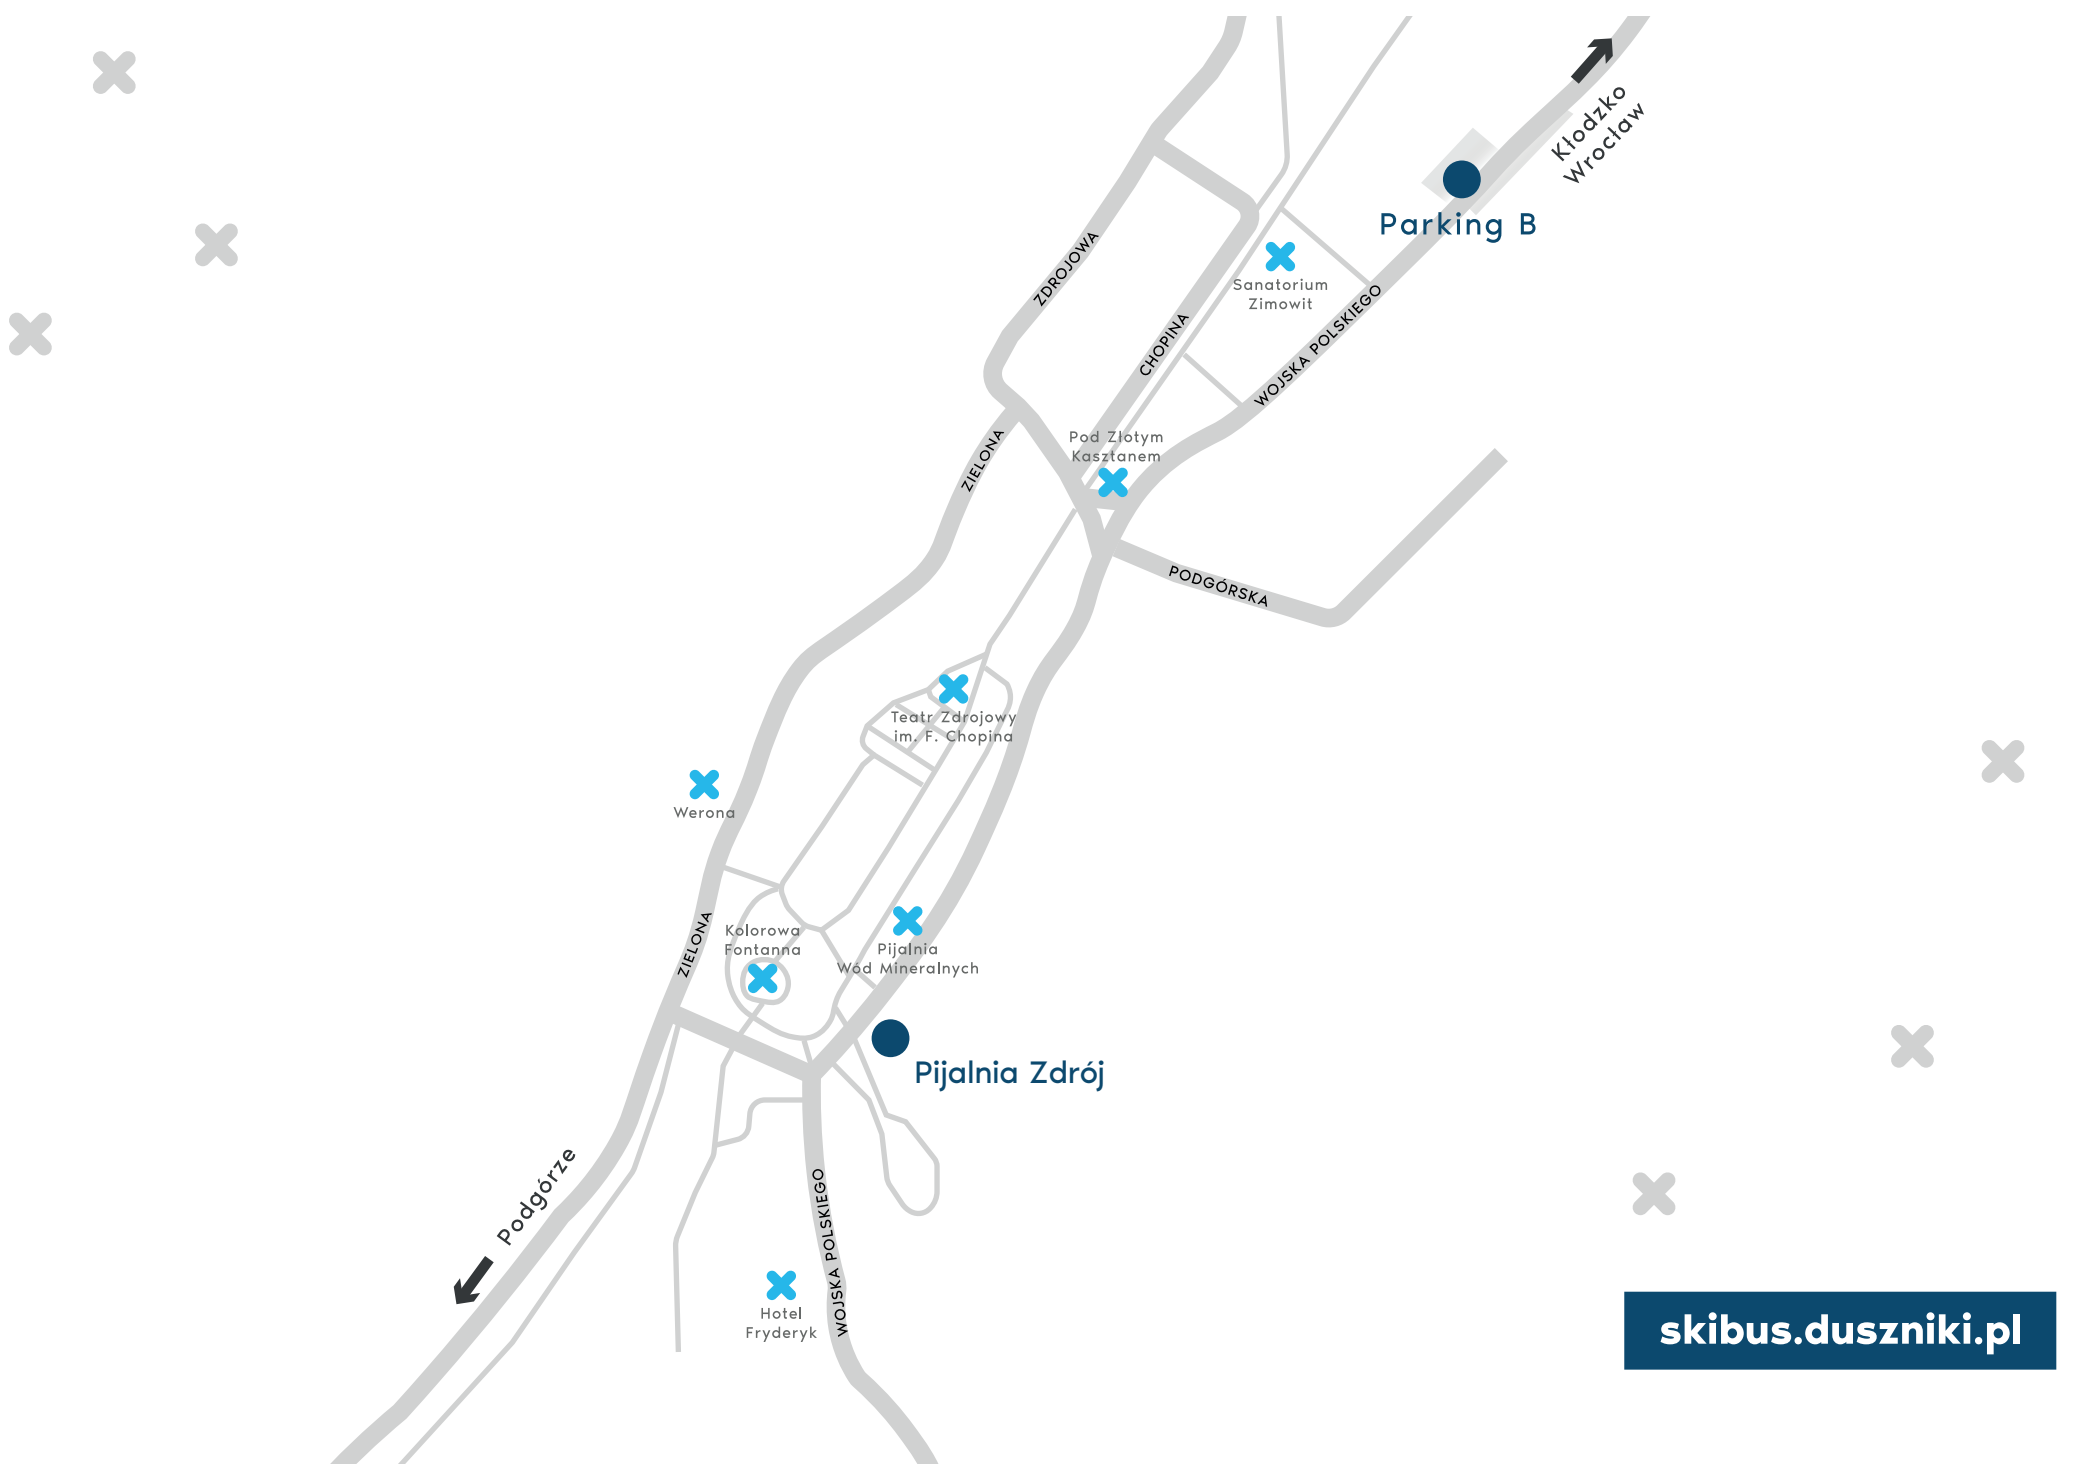 Kłodzko
Wrocław
Parking B
ZDROJOWA
Sanatorium
Zimowit
CHOPINA
WOJSKA POLSKIEGO
Pod Złotym
Kasztanem
ZIELONA
PODGÓRSKA
Teatr Zdrojowy
im. F. Chopina
Werona
Kolorowa
Fontanna
Pijalnia
Wód Mineralnych
ZIELONA
Pijalnia Zdrój
Podgórze
WOJSKA POLSKIEGO
Hotel
Fryderyk
skibus.duszniki.pl